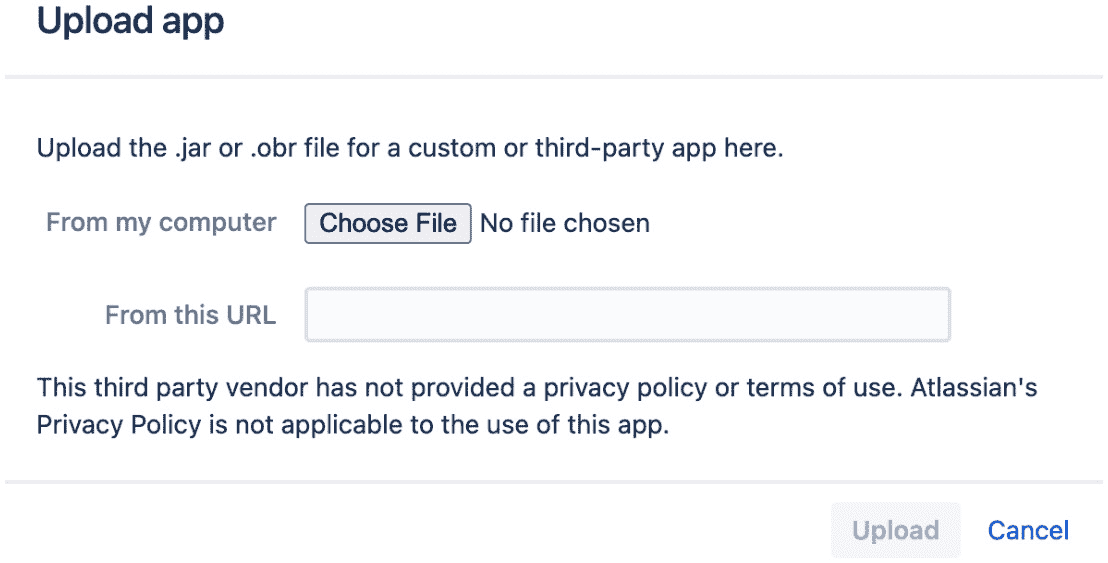 Upload app
Upload the .jar or .obr file for a custom or third-party app here.
From my computer Choose File No file chosen
From this URL
This third party vendor has not provided a privacy policy or terms of use. Atlassian's
Privacy Policy is not applicable to the use of this app.
Upload Cancel